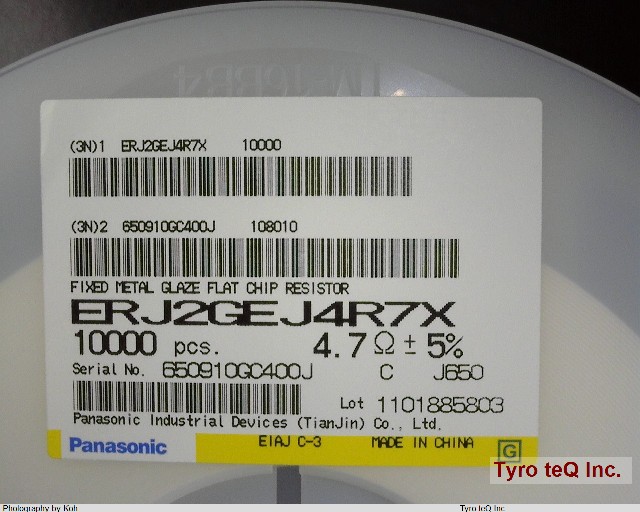 (3N)1 ERJ2GEJ4R7X 10000
(3N)2 650910GC400J 108010
FIXED METAL GLAZE FLAT CHIP RESISTOR
ERJ2GEJ4R7X
10000 pcs. 4.7 Ω ± 5%
Serial No. 650910GC400J C J650
Lot 1101885803
Panasonic Industrial Devices (TianJin) Co., Ltd.
Panasonic EIAJ C-3 MADE IN CHINA G
Tyro teQ Inc.
Photography by Koh Tyro teQ Inc